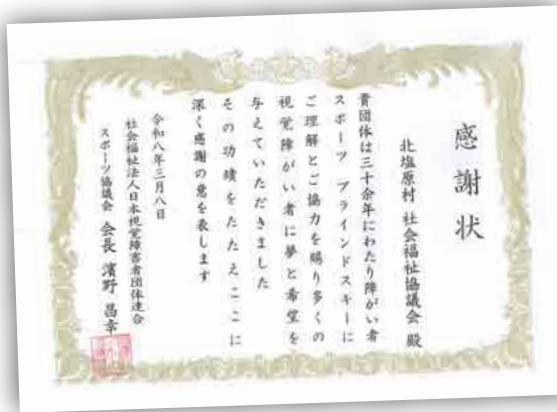 感謝状
北塩原村 社会福祉協議会 殿
貴団体は三十余年にわたり障がい者
スポーツ ブラインドスキーに
ご理解とご協力を賜り多くの
視覚障がい者に夢と希望を
与えていただきました
その功績をたたえここに
深く感謝の意を表します
令和八年三月八日
社会福祉法人日本視覚障害者団体連合
スポーツ協議会 会長 濱野 昌幸